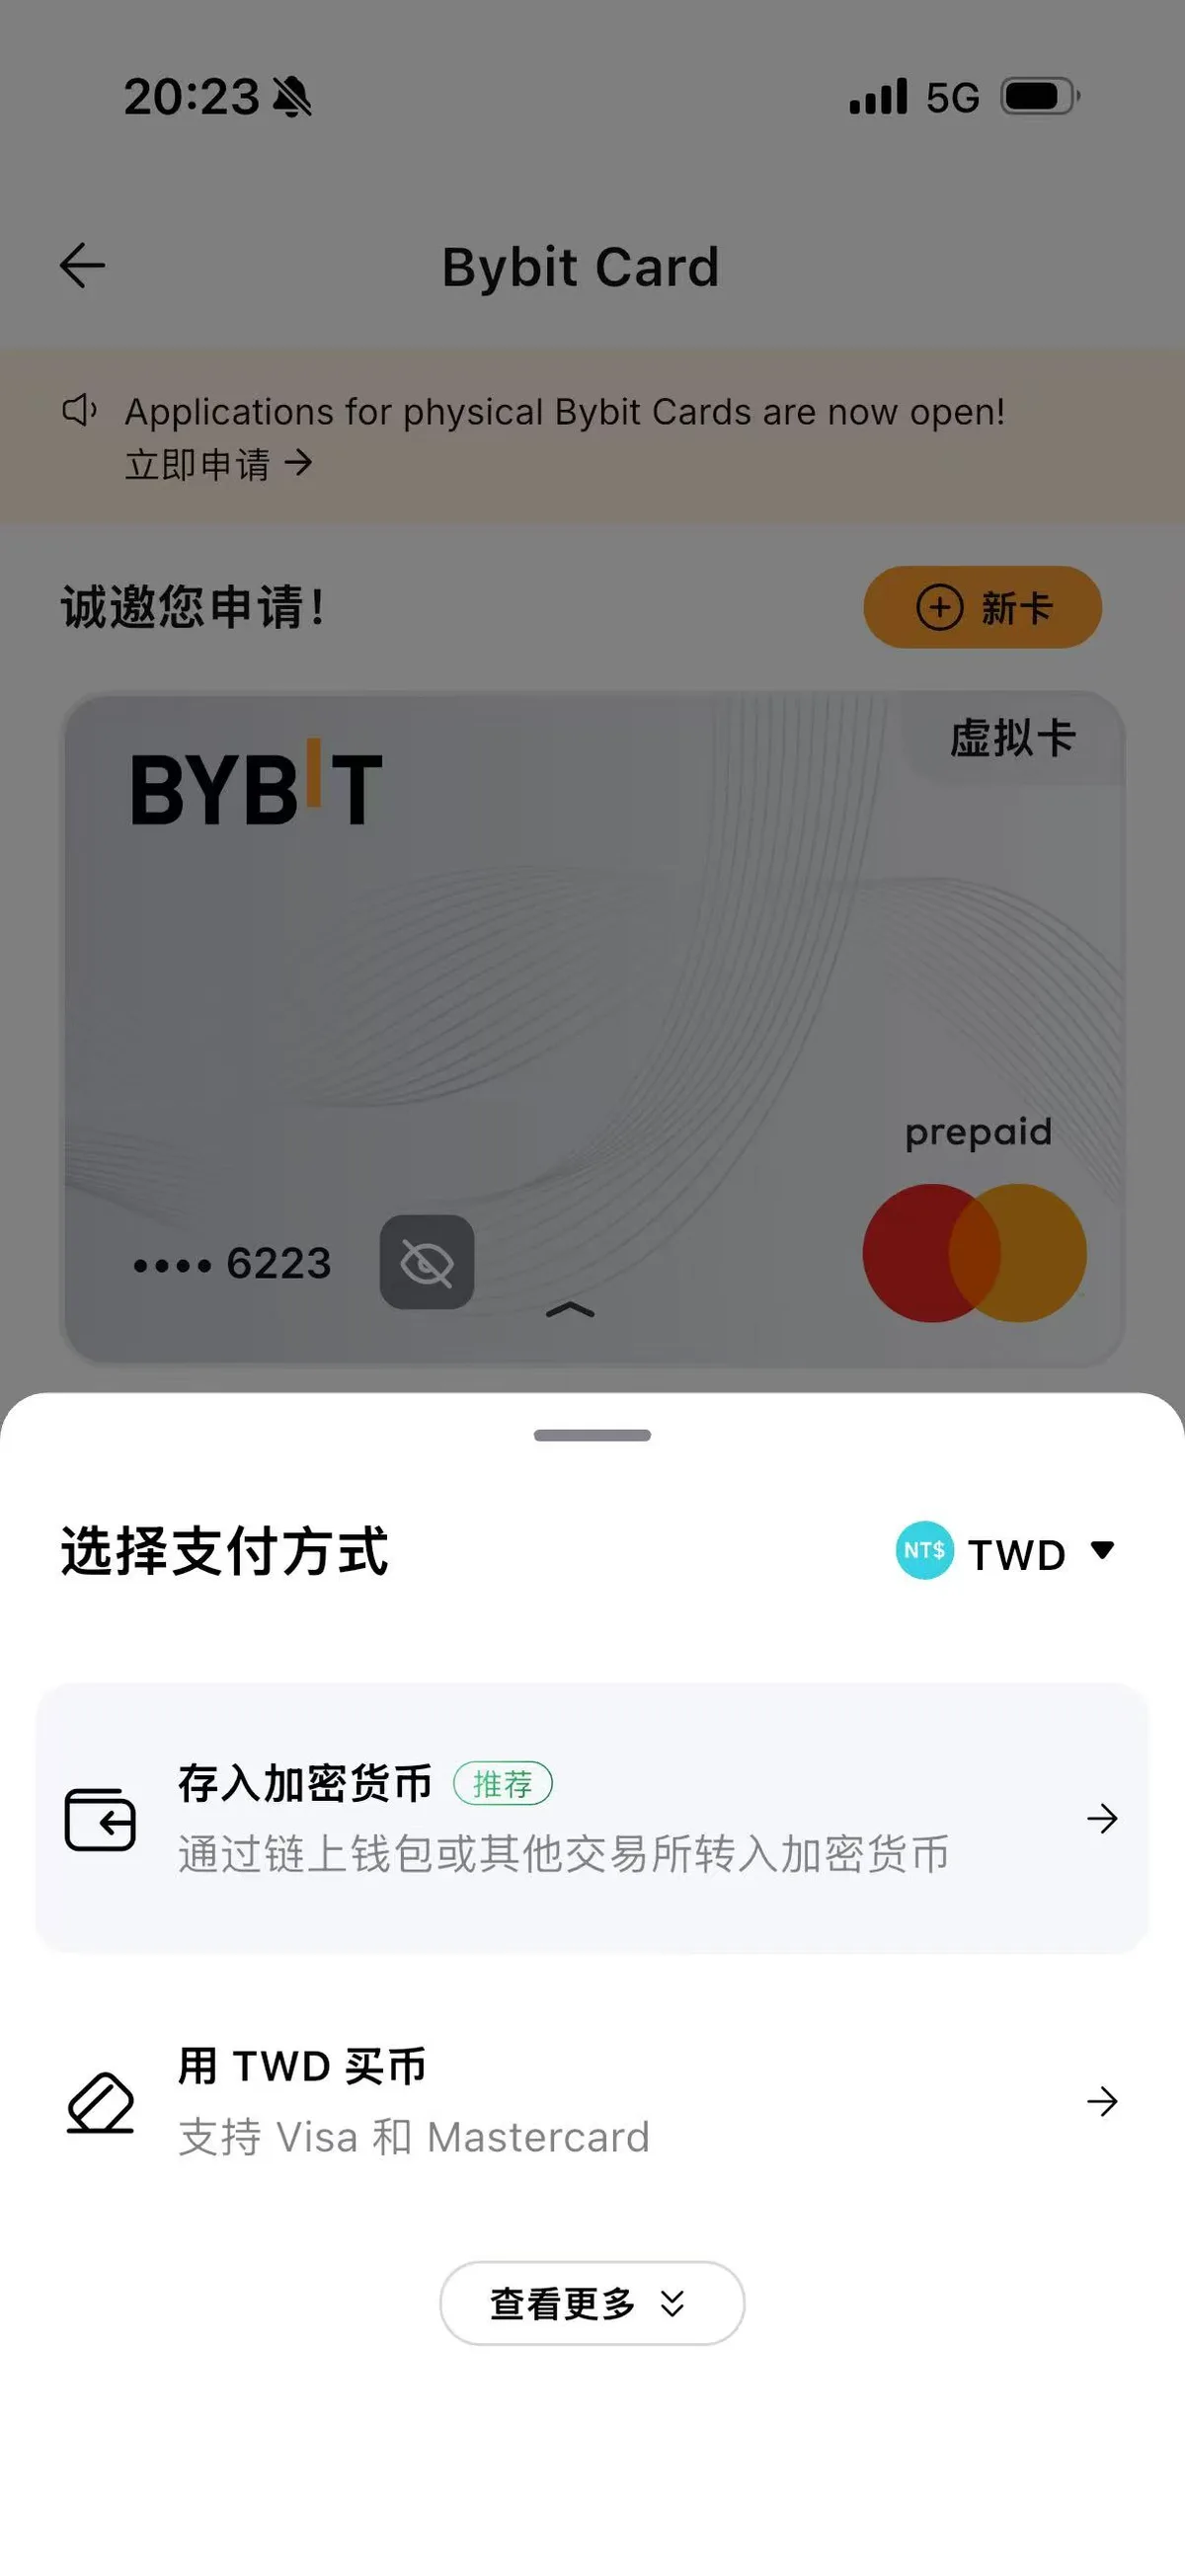 20:23
5G
Bybit Card
Applications for physical Bybit Cards are now open!
立即申请 →
诚邀您申请!
新卡
虚拟卡
BYBIT
prepaid
•••• 6223
选择支付方式
NT$ TWD
存入加密货币 推荐
通过链上钱包或其他交易所转入加密货币
用 TWD 买币
支持 Visa 和 Mastercard
查看更多